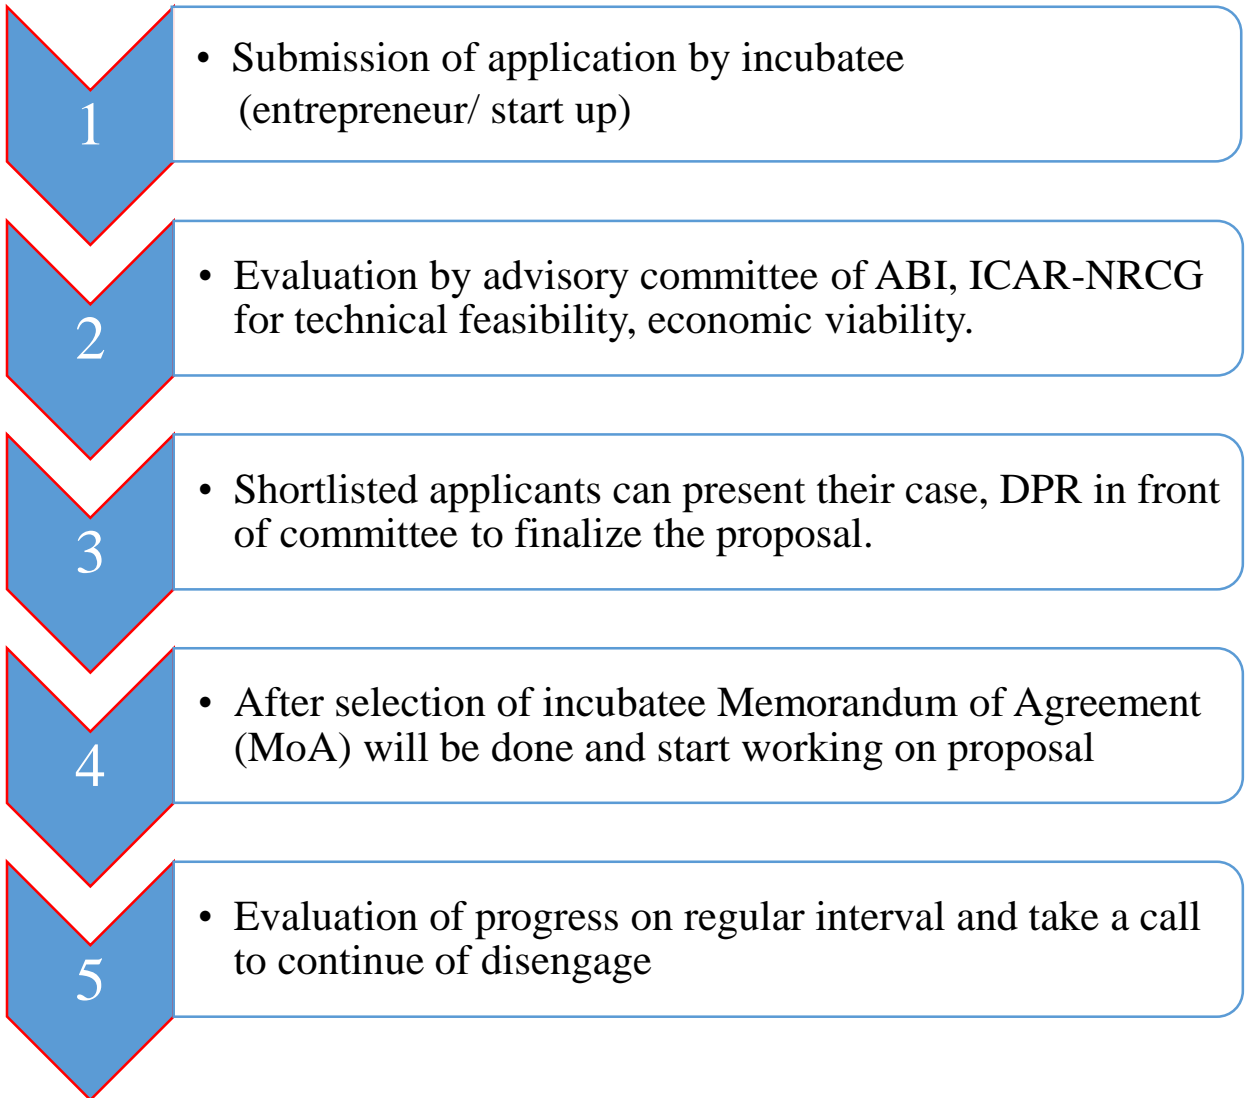 1
• Submission of application by incubatee
(entrepreneur/ start up)
2
• Evaluation by advisory committee of ABI, ICAR-NRCG
for technical feasibility, economic viability.
3
• Shortlisted applicants can present their case, DPR in front
of committee to finalize the proposal.
4
• After selection of incubatee Memorandum of Agreement
(MoA) will be done and start working on proposal
5
• Evaluation of progress on regular interval and take a call
to continue of disengage